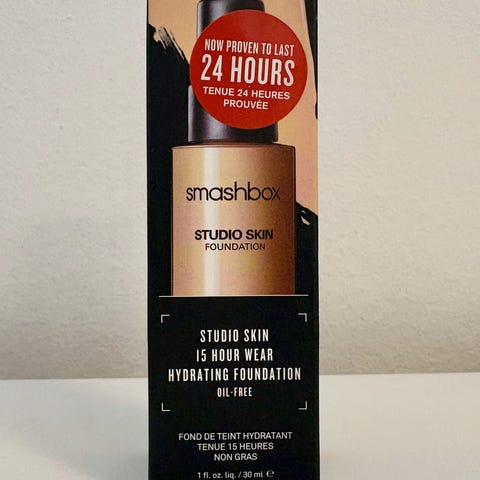 NOW PROVEN TO LAST
24 HOURS
TENUE 24 HEURES
PROUVÉE
smashbox
STUDIO SKIN
FOUNDATION
STUDIO SKIN
15 HOUR WEAR
HYDRATING FOUNDATION
OIL-FREE
FOND DE TEINT HYDRATANT
TENUE 15 HEURES
NON GRAS
1 fl. oz. liq. / 30 ml ℮